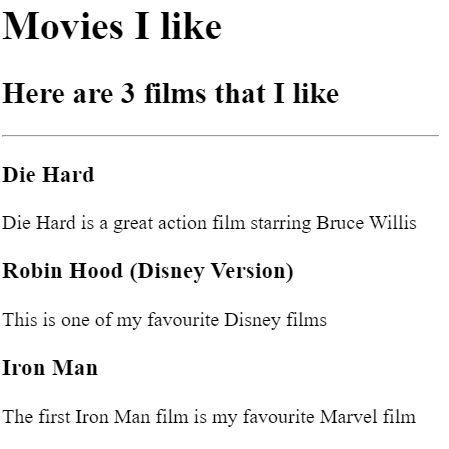 Movies I like
Here are 3 films that I like
Die Hard
Die Hard is a great action film starring Bruce Willis
Robin Hood (Disney Version)
This is one of my favourite Disney films
Iron Man
The first Iron Man film is my favourite Marvel film